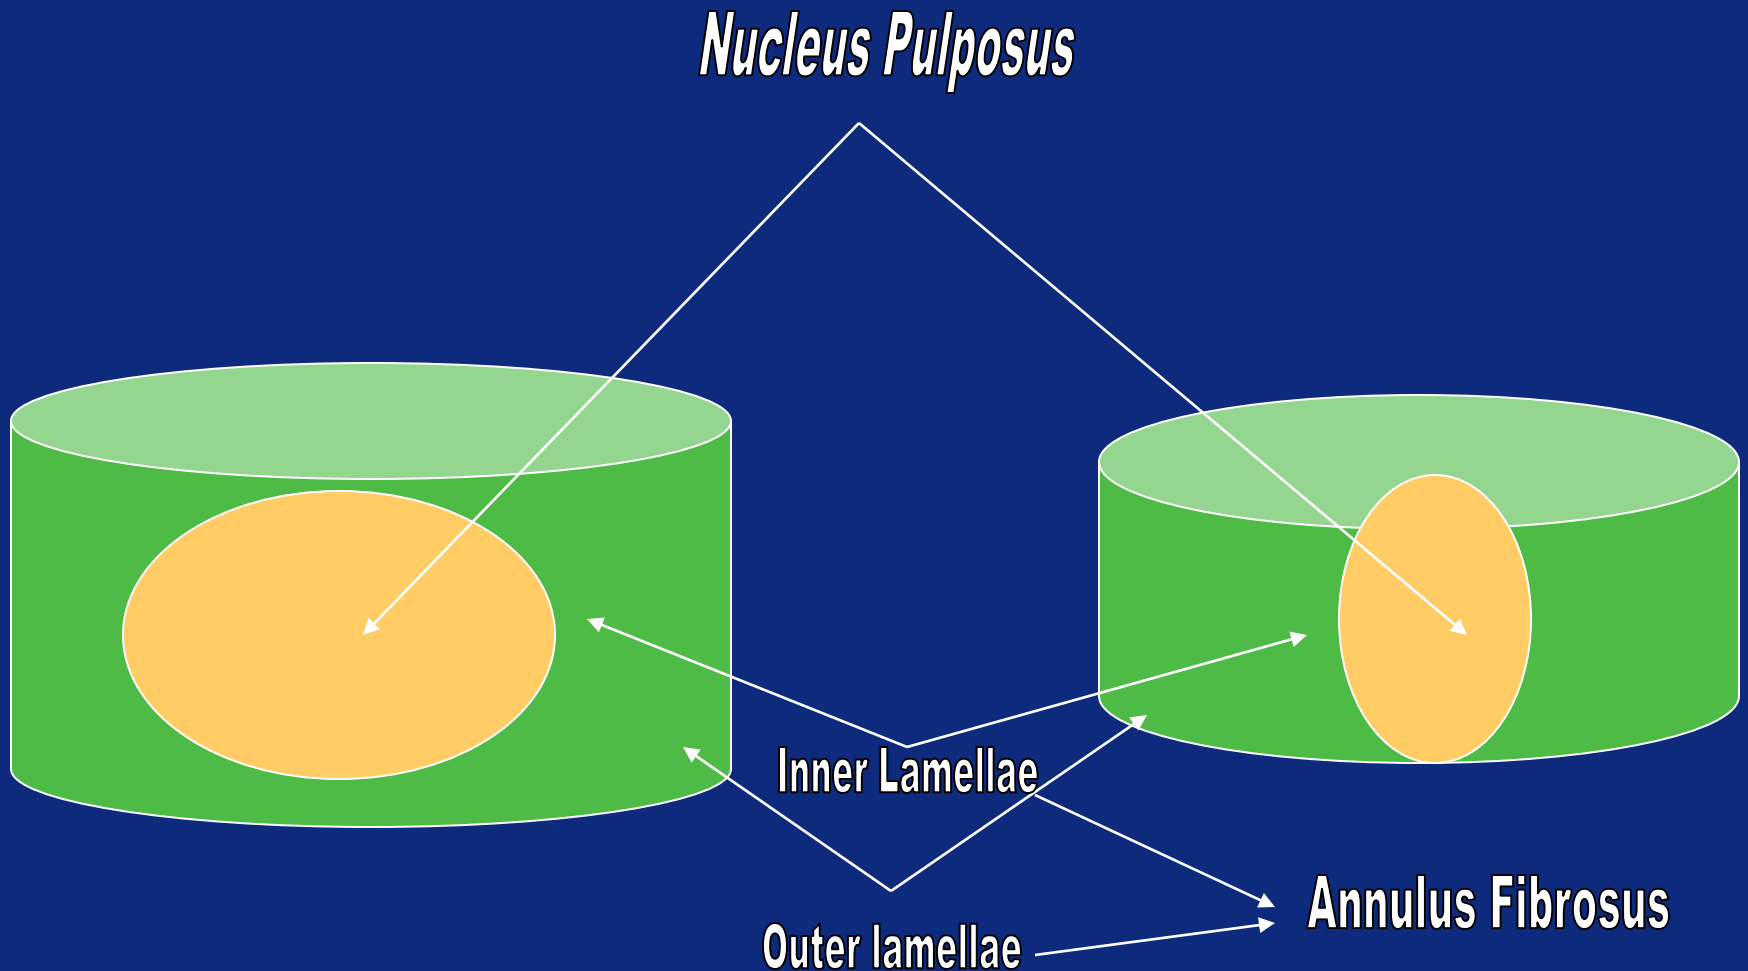 Nucleus Pulposus
Inner Lamellae
Annulus Fibrosus
Outer lamellae